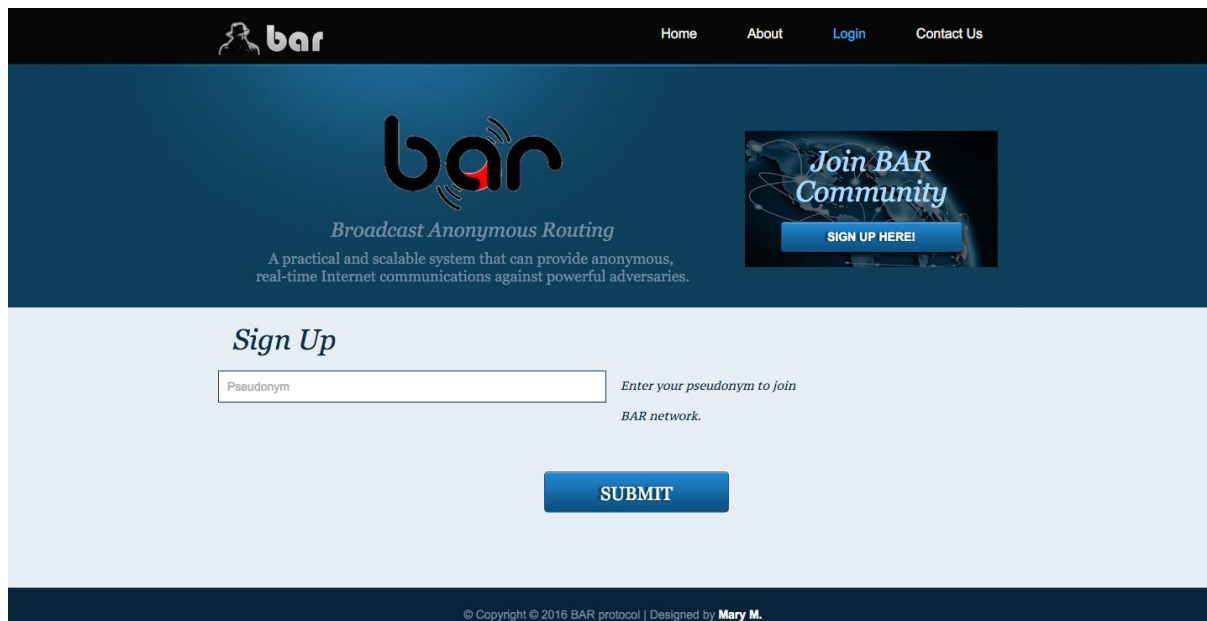 bar
Home About Login Contact Us
bar
Broadcast Anonymous Routing
A practical and scalable system that can provide anonymous,
real-time Internet communications against powerful adversaries.
Join BAR
Community
SIGN UP HERE!
Sign Up
Pseudonym
Enter your pseudonym to join
BAR network.
SUBMIT
© Copyright © 2016 BAR protocol | Designed by Mary M.